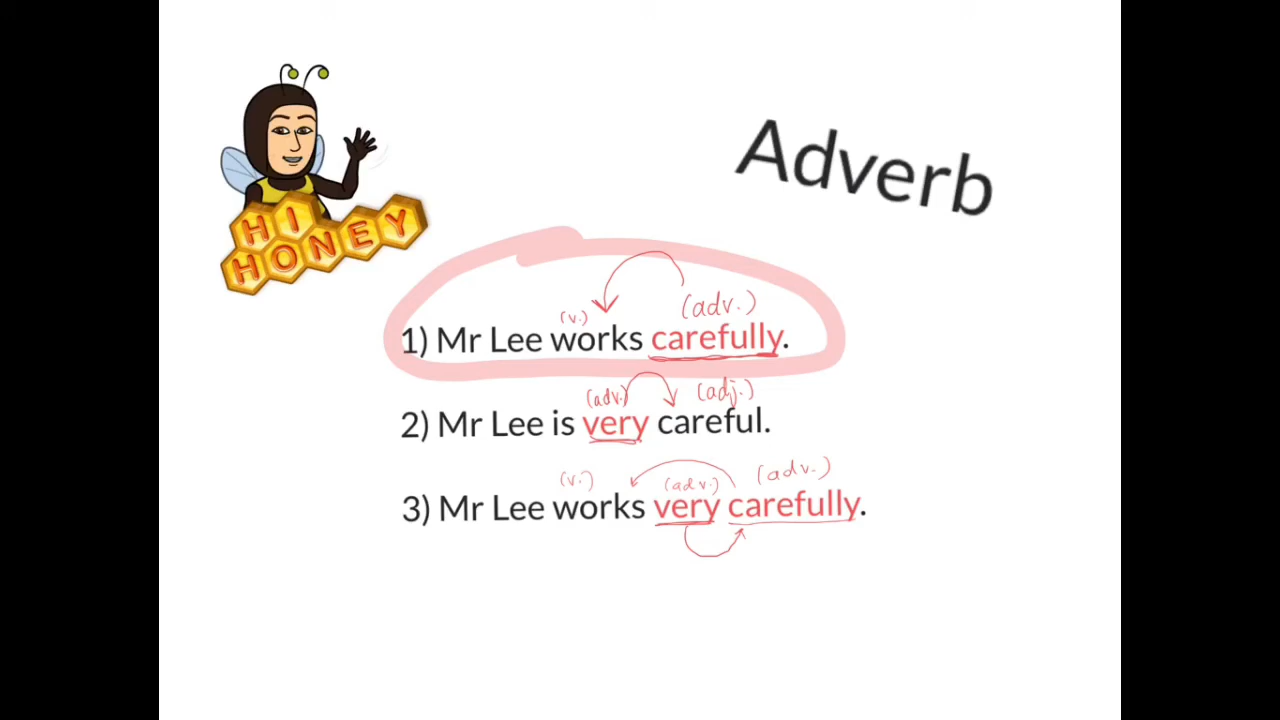 HI
HONEY
Adverb
(v.) (adv.)
1) Mr Lee works carefully.
(adv.) (adj.)
2) Mr Lee is very careful.
(v.) (adv.) (adv.)
3) Mr Lee works very carefully.